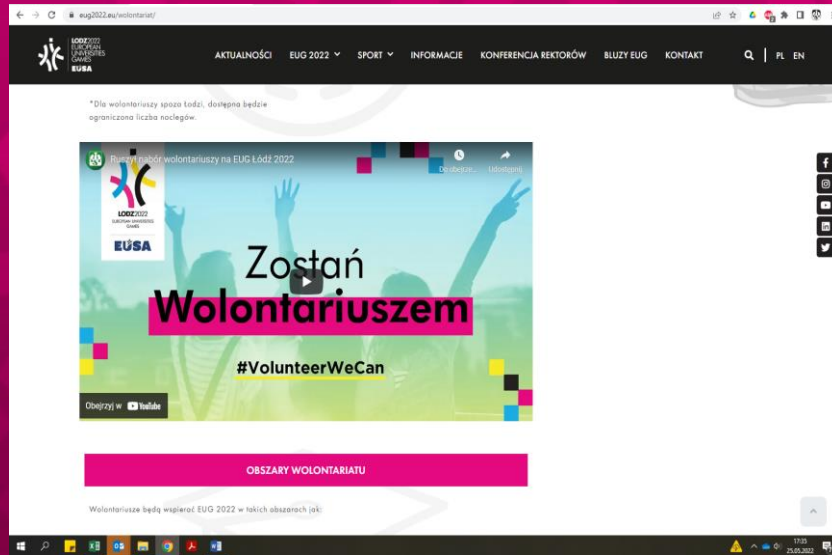 eug2022.eu/wolontariat/
LODZ2022
EUROPEAN
UNIVERSITIES
GAMES
EUSA
AKTUALNOŚCI EUG 2022 SPORT INFORMACJE KONFERENCJA REKTORÓW BLUZY EUG KONTAKT PL EN
*Dla wolontariuszy spoza Łodzi, dostępna będzie
ograniczona liczba noclegów.
Ruszył nabór wolontariuszy na EUG Łódź 2022
Do obejrze... Udostępnij
LODZ2022
EUROPEAN UNIVERSITIES
GAMES
EUSA
Zostań
Wolontariuszem
#VolunteerWeCan
Obejrzyj w YouTube
OBSZARY WOLONTARIATU
Wolontariusze będą wspierać EUG 2022 w takich obszarach jak:
17:35
25.05.2022